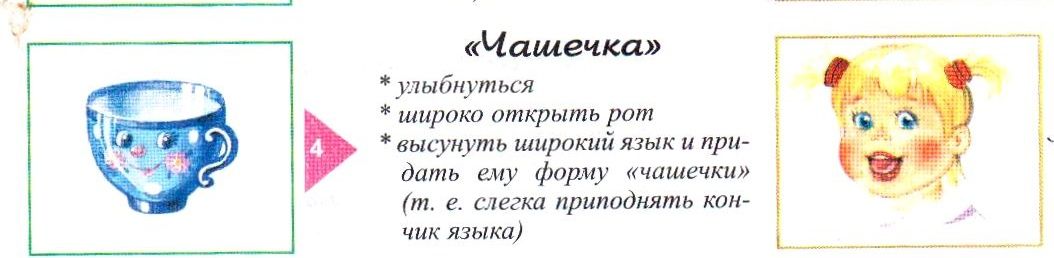 «Чашечка»
* улыбнуться
* широко открыть рот
* высунуть широкий язык и при-
дать ему форму «чашечки»
(т. е. слегка приподнять кон-
чик языка)
4